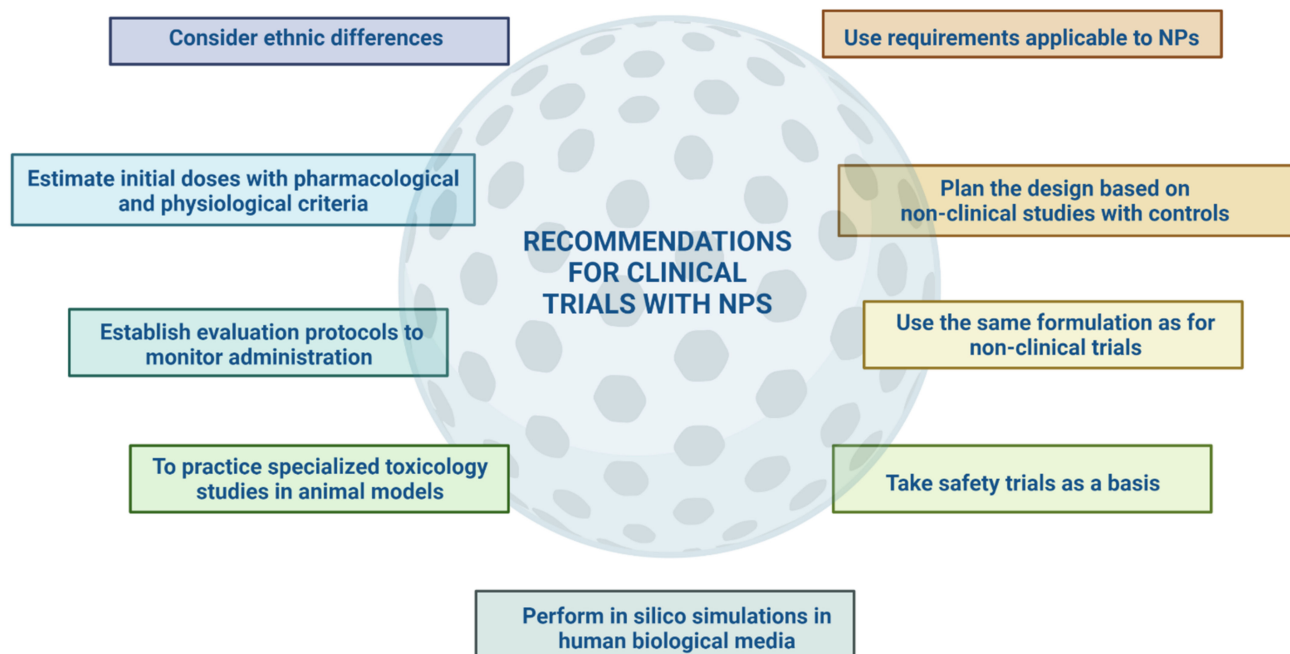 Consider ethnic differences
Use requirements applicable to NPs
Estimate initial doses with pharmacological
and physiological criteria
Plan the design based on
non-clinical studies with controls
RECOMMENDATIONS
FOR CLINICAL
TRIALS WITH NPS
Establish evaluation protocols to
monitor administration
Use the same formulation as for
non-clinical trials
To practice specialized toxicology
studies in animal models
Take safety trials as a basis
Perform in silico simulations in
human biological media